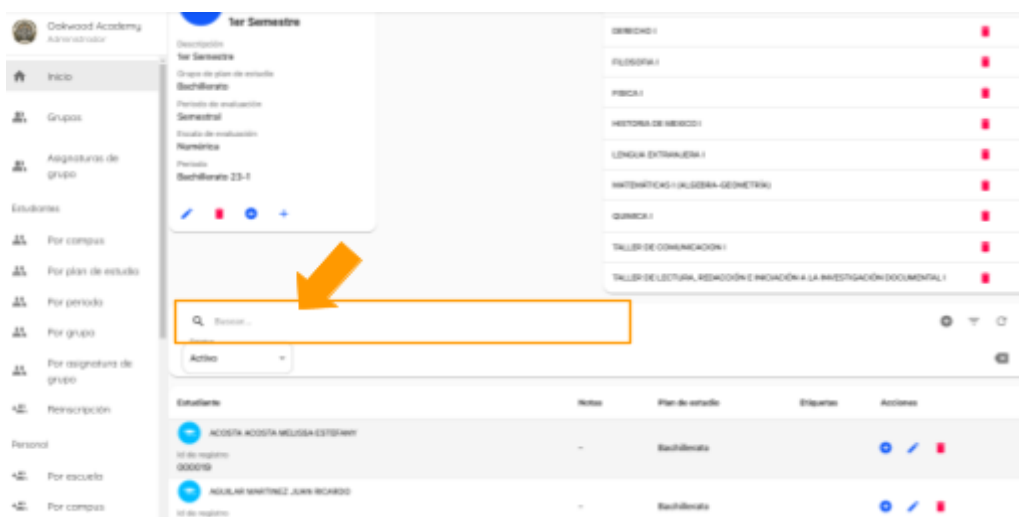 Oakwood Academy
Administrador
Inicio
Grupos
Asignaturas de
grupo
Estudiantes
Por campus
Por plan de estudio
Por periodo
Por grupo
Por asignatura de
grupo
Reinscripción
Personal
Por escuela
Por campus
1er Semestre
Descripción
1er Semestre
Grupo de plan de estudio
Bachillerato
Periodo de evaluación
Semestral
Escala de evaluación
Numérica
Periodo
Bachillerato 23-1
DERECHO I
FILOSOFIA I
FISICA I
HISTORIA DE MEXICO I
LENGUA EXTRANJERA I
MATEMÁTICAS I (ALGEBRA-GEOMETRÍA)
QUIMICA I
TALLER DE COMUNICACION I
TALLER DE LECTURA, REDACCIÓN E INICIACIÓN A LA INVESTIGACIÓN DOCUMENTAL I
Buscar...
Activo
Estudiante Notas Plan de estudio Etiquetas Acciones
ACOSTA ACOSTA MELISSA ESTEFANY
Id de registro
000019
- Bachillerato
AGUILAR MARTINEZ JUAN RICARDO
Id de registro
- Bachillerato